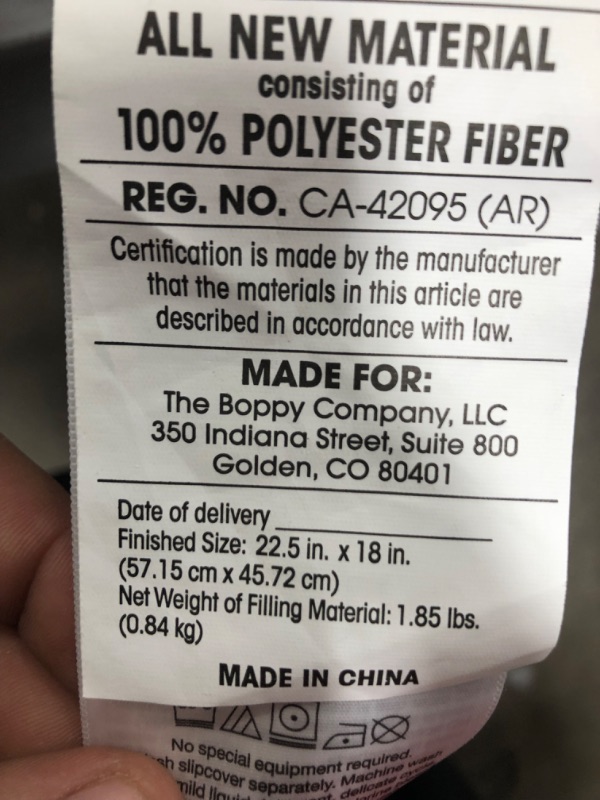 ALL NEW MATERIAL
consisting of
100% POLYESTER FIBER
REG. NO. CA-42095 (AR)
Certification is made by the manufacturer
that the materials in this article are
described in accordance with law.
MADE FOR:
The Boppy Company, LLC
350 Indiana Street, Suite 800
Golden, CO 80401
Date of delivery
Finished Size: 22.5 in. x 18 in.
(57.15 cm x 45.72 cm)
Net Weight of Filling Material: 1.85 lbs.
(0.84 kg)
MADE IN CHINA
No special equipment required.
slipcover separately. Machine wash
mild delicate